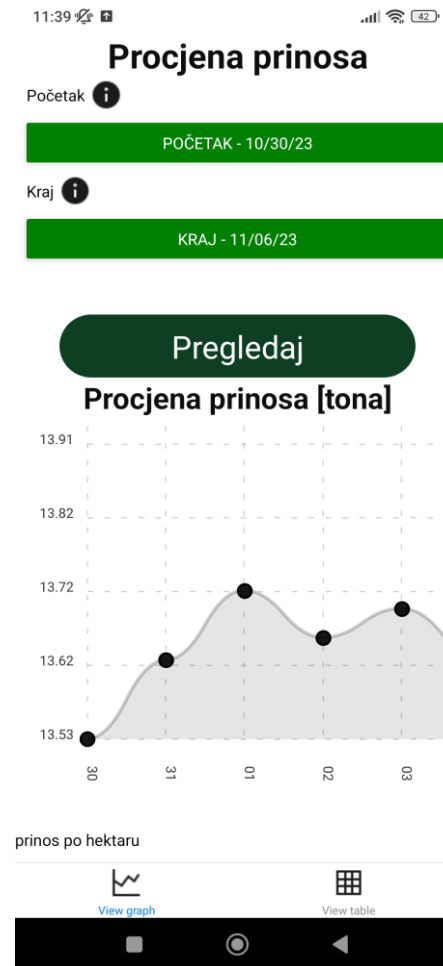 11:39
42
Procjena prinosa
Početak
POČETAK - 10/30/23
Kraj
KRAJ - 11/06/23
Pregledaj
Procjena prinosa [tona]
13.91
13.82
13.72
13.62
13.53
30
31
01
02
03
prinos po hektaru
View graph
View table